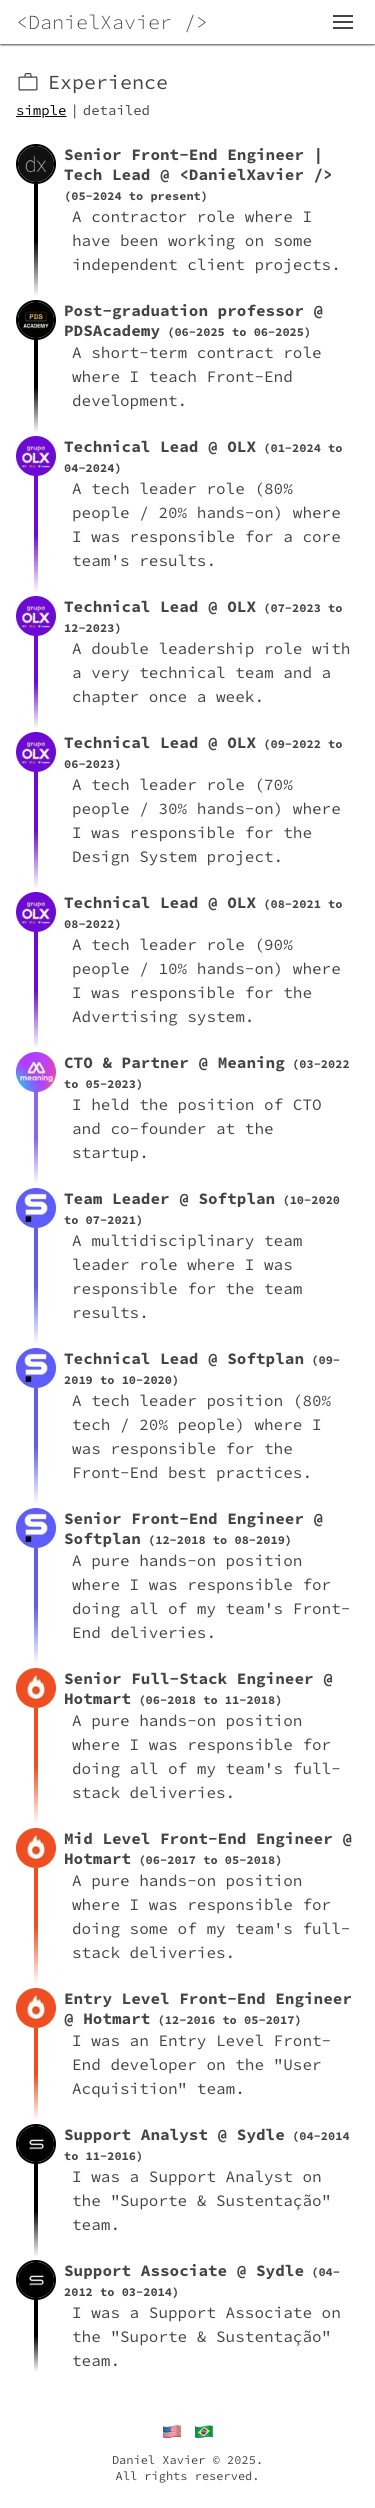 <DanielXavier />
Experience
simple | detailed
dx
Senior Front-End Engineer |
Tech Lead @ <DanielXavier />
(05-2024 to present)
A contractor role where I
have been working on some
independent client projects.
PDS
ACADEMY
Post-graduation professor @
PDSAcademy (06-2025 to 06-2025)
A short-term contract role
where I teach Front-End
development.
grupo
OLX
Technical Lead @ OLX (01-2024 to
04-2024)
A tech leader role (80%
people / 20% hands-on) where
I was responsible for a core
team's results.
grupo
OLX
Technical Lead @ OLX (07-2023 to
12-2023)
A double leadership role with
a very technical team and a
chapter once a week.
grupo
OLX
Technical Lead @ OLX (09-2022 to
06-2023)
A tech leader role (70%
people / 30% hands-on) where
I was responsible for the
Design System project.
grupo
OLX
Technical Lead @ OLX (08-2021 to
08-2022)
A tech leader role (90%
people / 10% hands-on) where
I was responsible for the
Advertising system.
meaning
CTO & Partner @ Meaning (03-2022
to 05-2023)
I held the position of CTO
and co-founder at the
startup.
Team Leader @ Softplan (10-2020
to 07-2021)
A multidisciplinary team
leader role where I was
responsible for the team
results.
Technical Lead @ Softplan (09-
2019 to 10-2020)
A tech leader position (80%
tech / 20% people) where I
was responsible for the
Front-End best practices.
Senior Front-End Engineer @
Softplan (12-2018 to 08-2019)
A pure hands-on position
where I was responsible for
doing all of my team's Front-
End deliveries.
Senior Full-Stack Engineer @
Hotmart (06-2018 to 11-2018)
A pure hands-on position
where I was responsible for
doing all of my team's full-
stack deliveries.
Mid Level Front-End Engineer @
Hotmart (06-2017 to 05-2018)
A pure hands-on position
where I was responsible for
doing some of my team's full-
stack deliveries.
Entry Level Front-End Engineer
@ Hotmart (12-2016 to 05-2017)
I was an Entry Level Front-
End developer on the "User
Acquisition" team.
Support Analyst @ Sydle (04-2014
to 11-2016)
I was a Support Analyst on
the "Suporte & Sustentação"
team.
Support Associate @ Sydle (04-
2012 to 03-2014)
I was a Support Associate on
the "Suporte & Sustentação"
team.
Daniel Xavier © 2025.
All rights reserved.